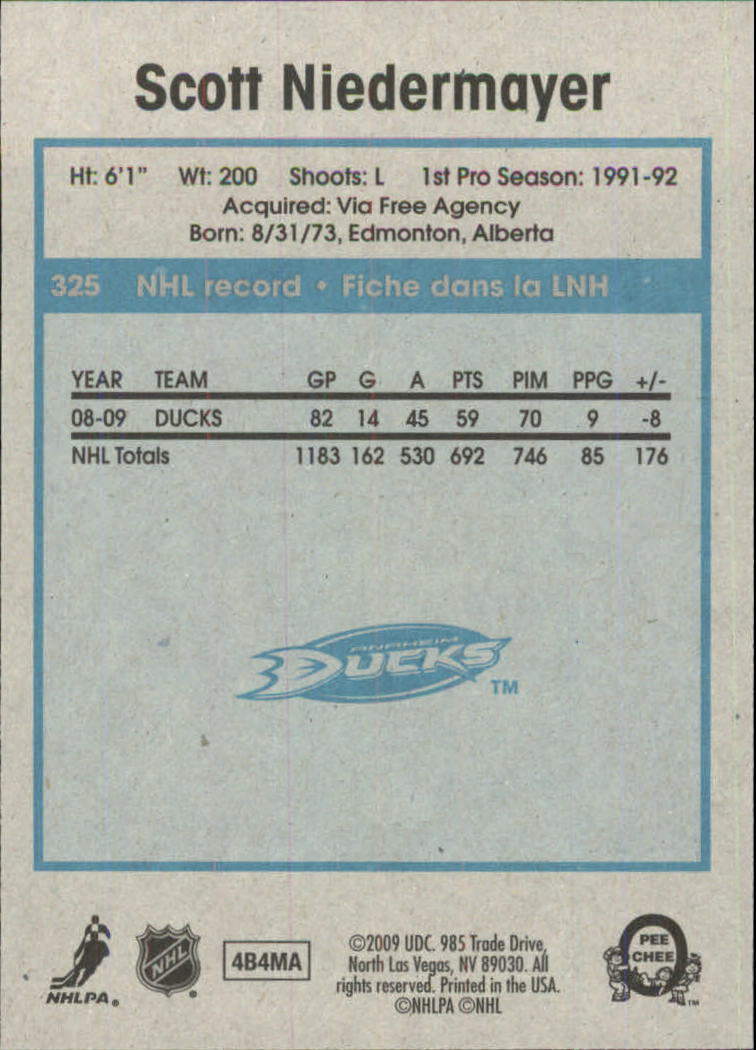 Scott Niedermayer
Ht: 6'1" Wt: 200 Shoots: L 1st Pro Season: 1991-92
Acquired: Via Free Agency
Born: 8/31/73, Edmonton, Alberta
325 NHL record • Fiche dans la LNH
YEAR TEAM GP G A PTS PIM PPG +/-
08-09 DUCKS 82 14 45 59 70 9 -8
NHL Totals 1183 162 530 692 746 85 176
ANAHEIM
DUCKS
TM
NHLPA®
NHL
®
4B4MA
©2009 UDC. 985 Trade Drive,
North Las Vegas, NV 89030. All
rights reserved. Printed in the USA.
©NHLPA ©NHL
O
PEE
CHEE
TM